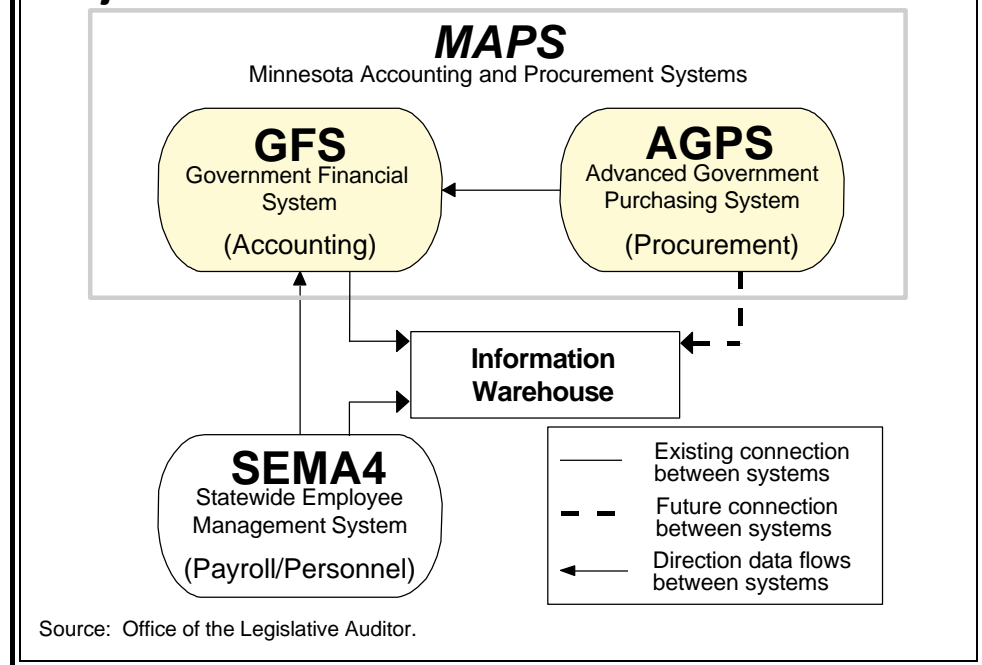 MAPS
Minnesota Accounting and Procurement Systems
GFS
Government Financial
System
(Accounting)
AGPS
Advanced Government
Purchasing System
(Procurement)
Information
Warehouse
SEMA4
Statewide Employee
Management System
(Payroll/Personnel)
Existing connection
between systems
Future connection
between systems
Direction data flows
between systems
Source: Office of the Legislative Auditor.